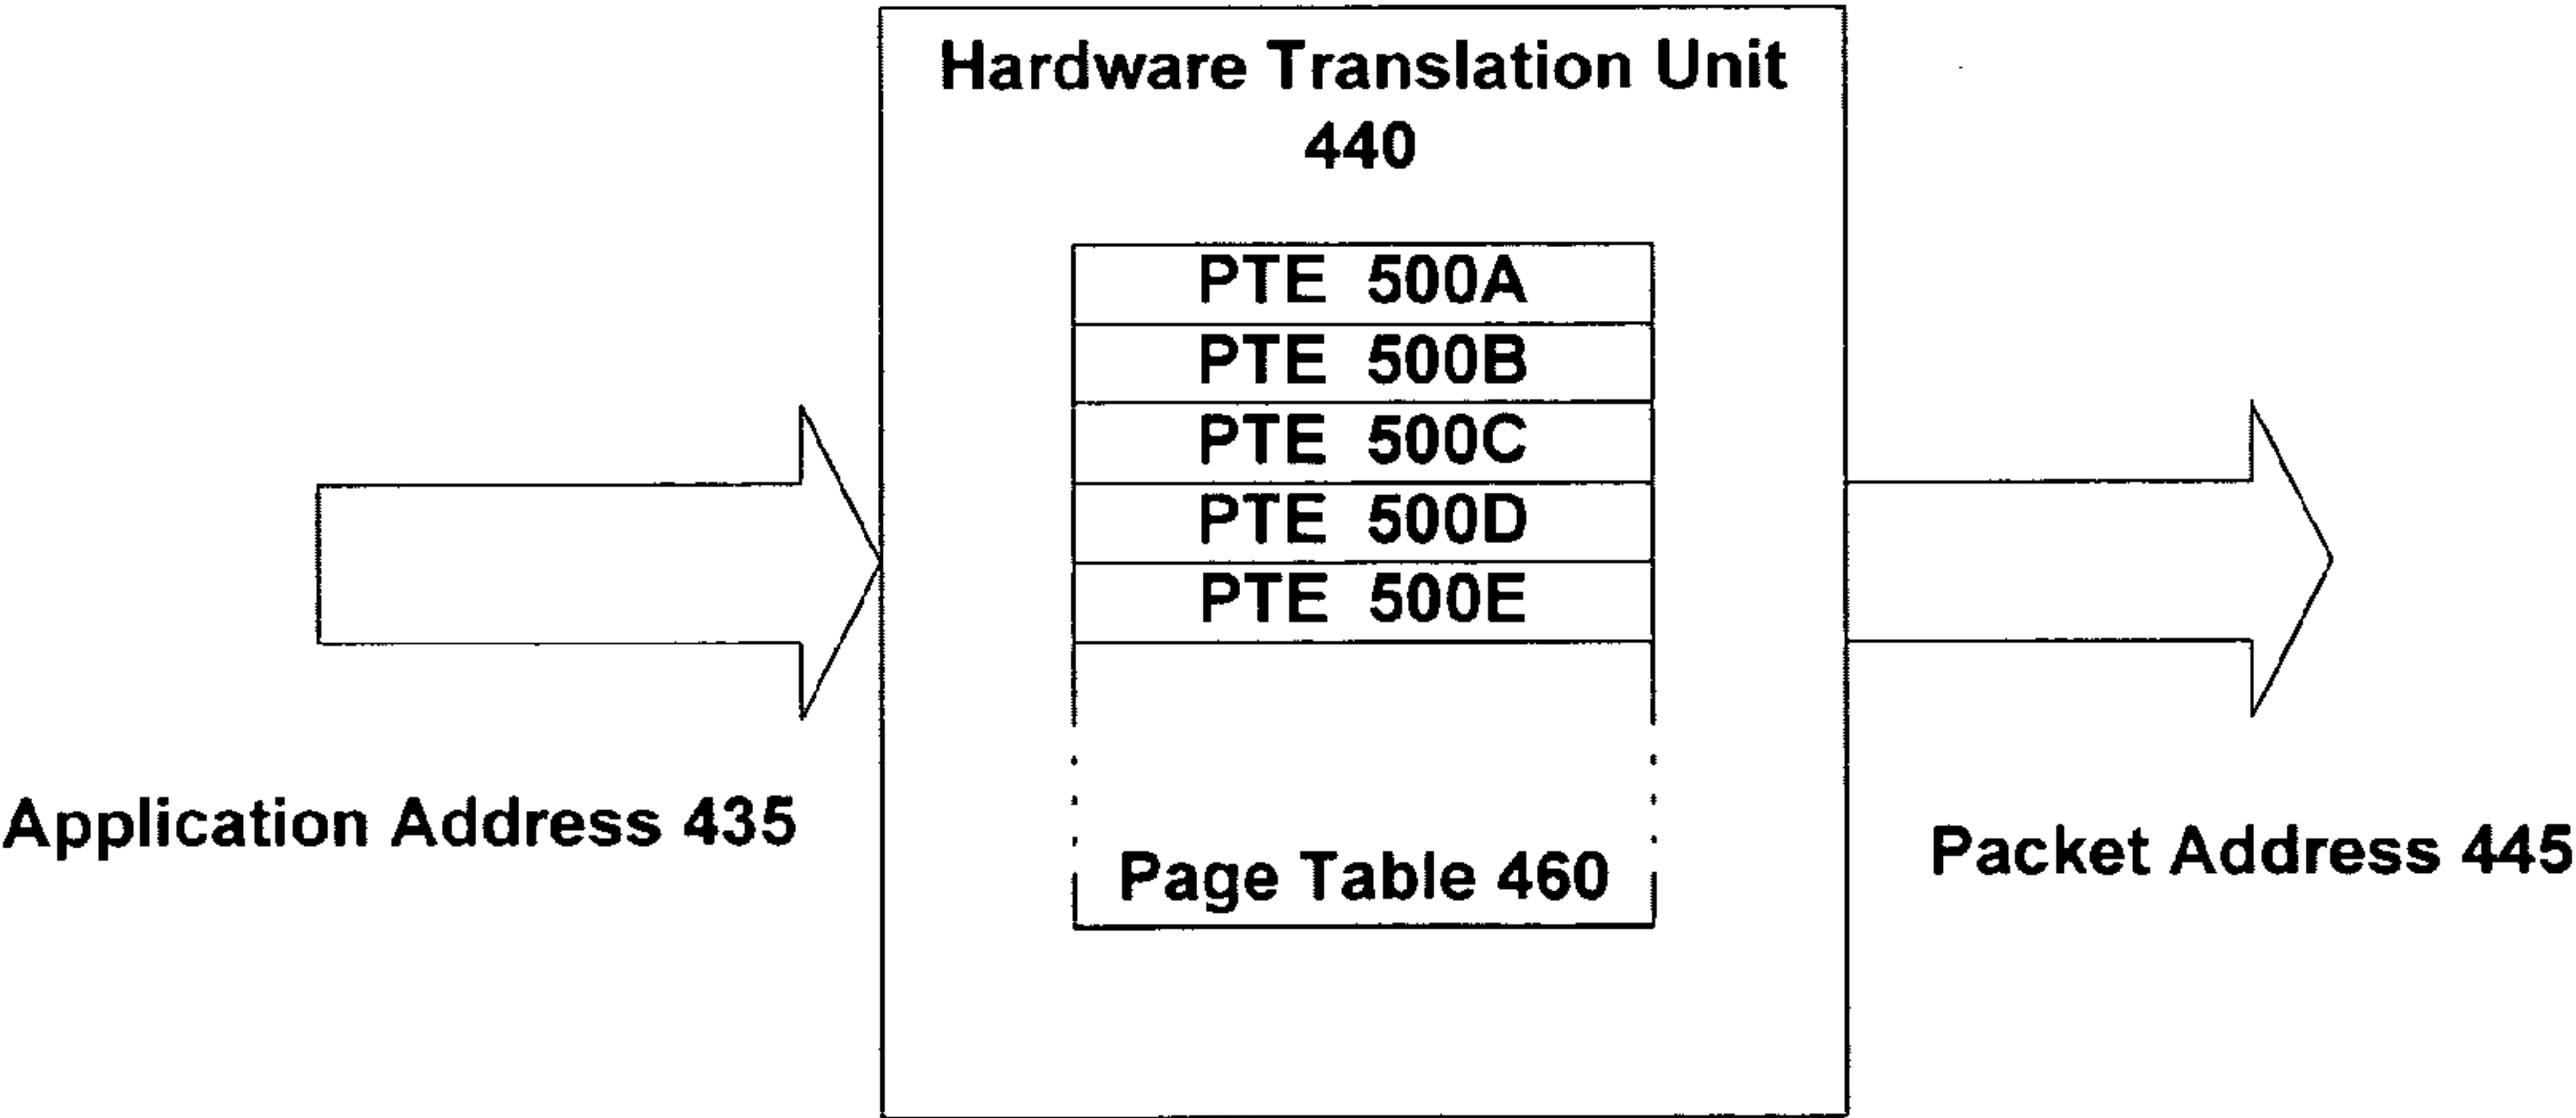 Hardware Translation Unit
440
PTE 500A
PTE 500B
PTE 500C
PTE 500D
PTE 500E
Page Table 460
Application Address 435
Packet Address 445